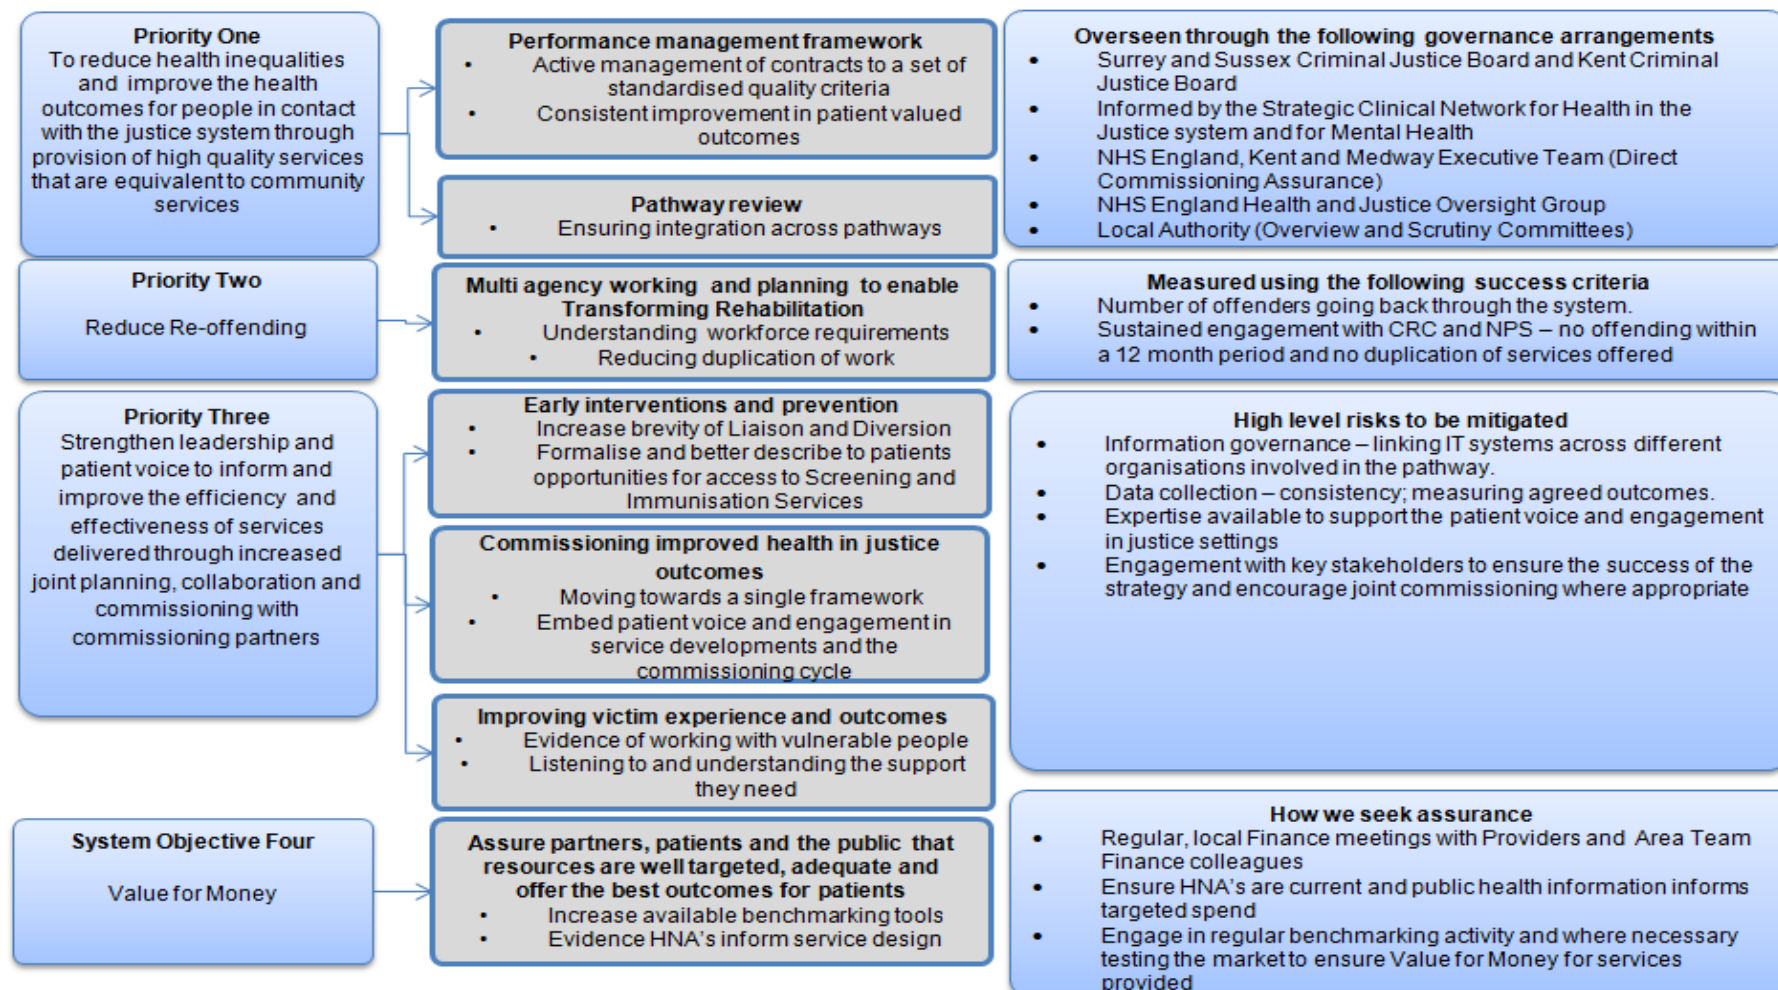 Priority One
To reduce health inequalities
and improve the health
outcomes for people in contact
with the justice system through
provision of high quality services
that are equivalent to community
services
Performance management framework
• Active management of contracts to a set of
standardised quality criteria
• Consistent improvement in patient valued
outcomes
Pathway review
• Ensuring integration across pathways
Overseen through the following governance arrangements
• Surrey and Sussex Criminal Justice Board and Kent Criminal
Justice Board
• Informed by the Strategic Clinical Network for Health in the
Justice system and for Mental Health
• NHS England, Kent and Medway Executive Team (Direct
Commissioning Assurance)
• NHS England Health and Justice Oversight Group
• Local Authority (Overview and Scrutiny Committees)
Priority Two
Reduce Re-offending
Multi agency working and planning to enable
Transforming Rehabilitation
• Understanding workforce requirements
• Reducing duplication of work
Measured using the following success criteria
• Number of offenders going back through the system.
• Sustained engagement with CRC and NPS – no offending within
a 12 month period and no duplication of services offered
Priority Three
Strengthen leadership and
patient voice to inform and
improve the efficiency and
effectiveness of services
delivered through increased
joint planning, collaboration and
commissioning with
commissioning partners
Early interventions and prevention
• Increase brevity of Liaison and Diversion
• Formalise and better describe to patients
opportunities for access to Screening and
Immunisation Services
Commissioning improved health in justice
outcomes
• Moving towards a single framework
• Embed patient voice and engagement in
service developments and the
commissioning cycle
Improving victim experience and outcomes
• Evidence of working with vulnerable people
• Listening to and understanding the support
they need
High level risks to be mitigated
• Information governance – linking IT systems across different
organisations involved in the pathway.
• Data collection – consistency; measuring agreed outcomes.
• Expertise available to support the patient voice and engagement
in justice settings
• Engagement with key stakeholders to ensure the success of the
strategy and encourage joint commissioning where appropriate
System Objective Four
Value for Money
Assure partners, patients and the public that
resources are well targeted, adequate and
offer the best outcomes for patients
• Increase available benchmarking tools
• Evidence HNA's inform service design
How we seek assurance
• Regular, local Finance meetings with Providers and Area Team
Finance colleagues
• Ensure HNA's are current and public health information informs
targeted spend
• Engage in regular benchmarking activity and where necessary
testing the market to ensure Value for Money for services
provided